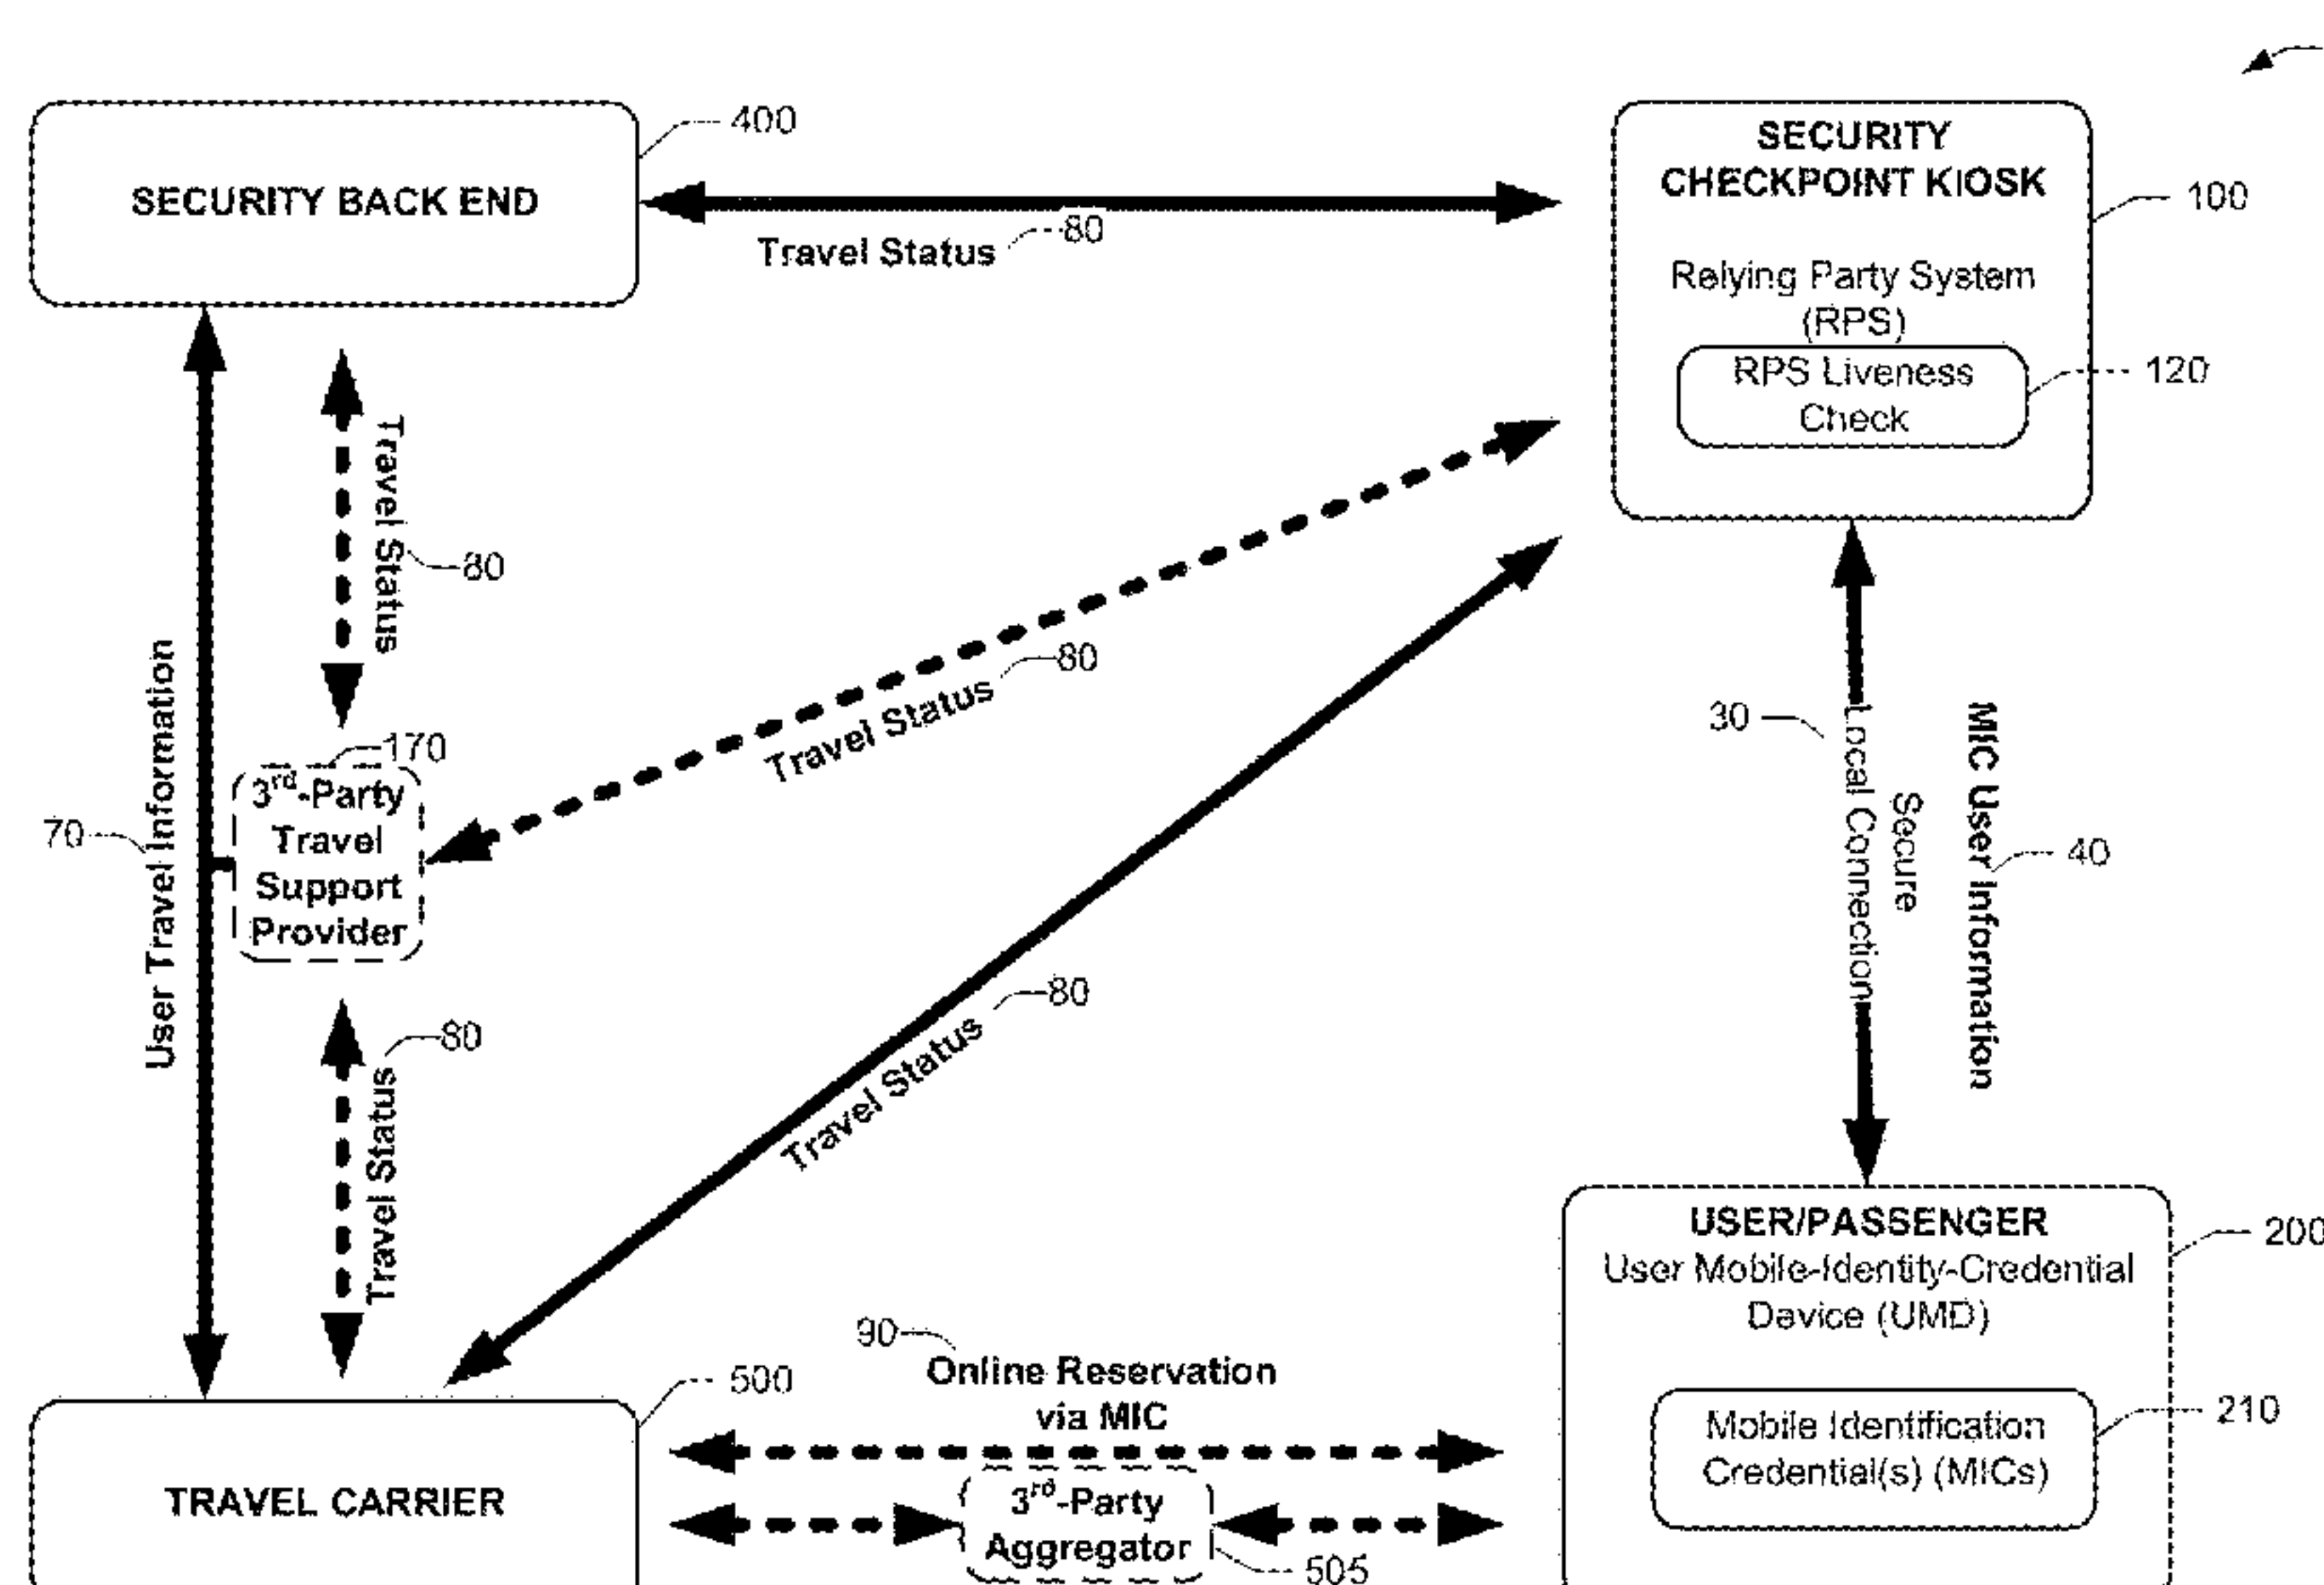 400
SECURITY BACK END
Travel Status
80
SECURITY
CHECKPOINT KIOSK
100
Relying Party System
(RPS)
RPS Liveness
Check
120
Travel Status
80
Travel Status
80
User Travel Information
70
170
3rd-Party
Travel
Support
Provider
Travel Status
80
Travel Status
80
30
Secure
Local Connection
MIC User Information
40
USER/PASSENGER
200
User Mobile-Identity-Credential
Device (UMD)
Mobile Identification
Credential(s) (MICs)
210
90
Online Reservation
via MIC
500
TRAVEL CARRIER
3rd-Party
Aggregator
505